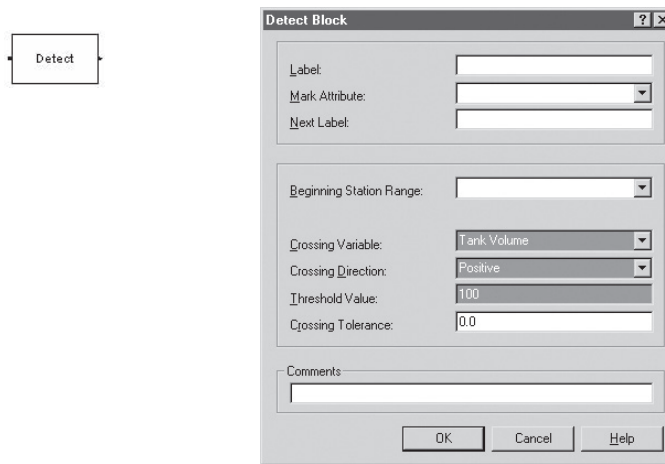 Detect
Detect Block
Label:
Mark Attribute:
Next Label:
Beginning Station Range:
Crossing Variable: Tank Volume
Crossing Direction: Positive
Threshold Value: 100
Crossing Tolerance: 0.0
Comments
OK Cancel Help